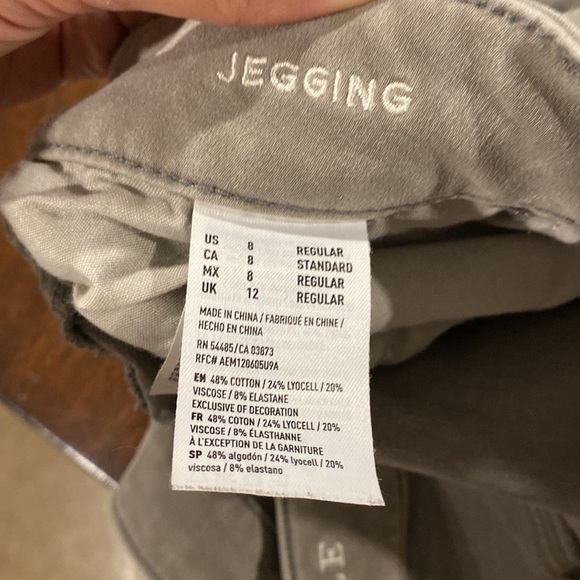 JEGGING
US 8 REGULAR
CA 8 STANDARD
MX 8 REGULAR
UK 12 REGULAR
MADE IN CHINA / FABRIQUÉ EN CHINE /
HECHO EN CHINA
RN 54485/CA 03873
RFC# AEM120605U9A
EN 48% COTTON / 24% LYOCELL / 20%
VISCOSE / 8% ELASTANE
EXCLUSIVE OF DECORATION
FR 48% COTON / 24% LYOCELL / 20%
VISCOSE / 8% ÉLASTHANNE
À L'EXCEPTION DE LA GARNITURE
SP 48% algodón / 24% lyocell / 20%
viscosa / 8% elastano
LE